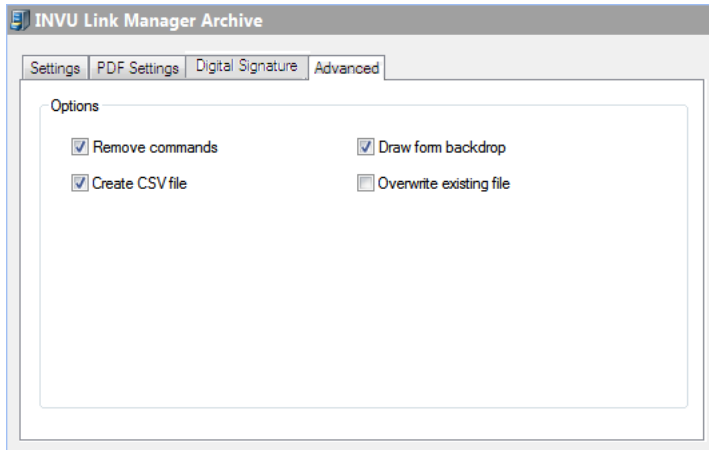 INVU Link Manager Archive
Settings PDF Settings Digital Signature Advanced
Options
Remove commands Draw form backdrop
Create CSV file Overwrite existing file